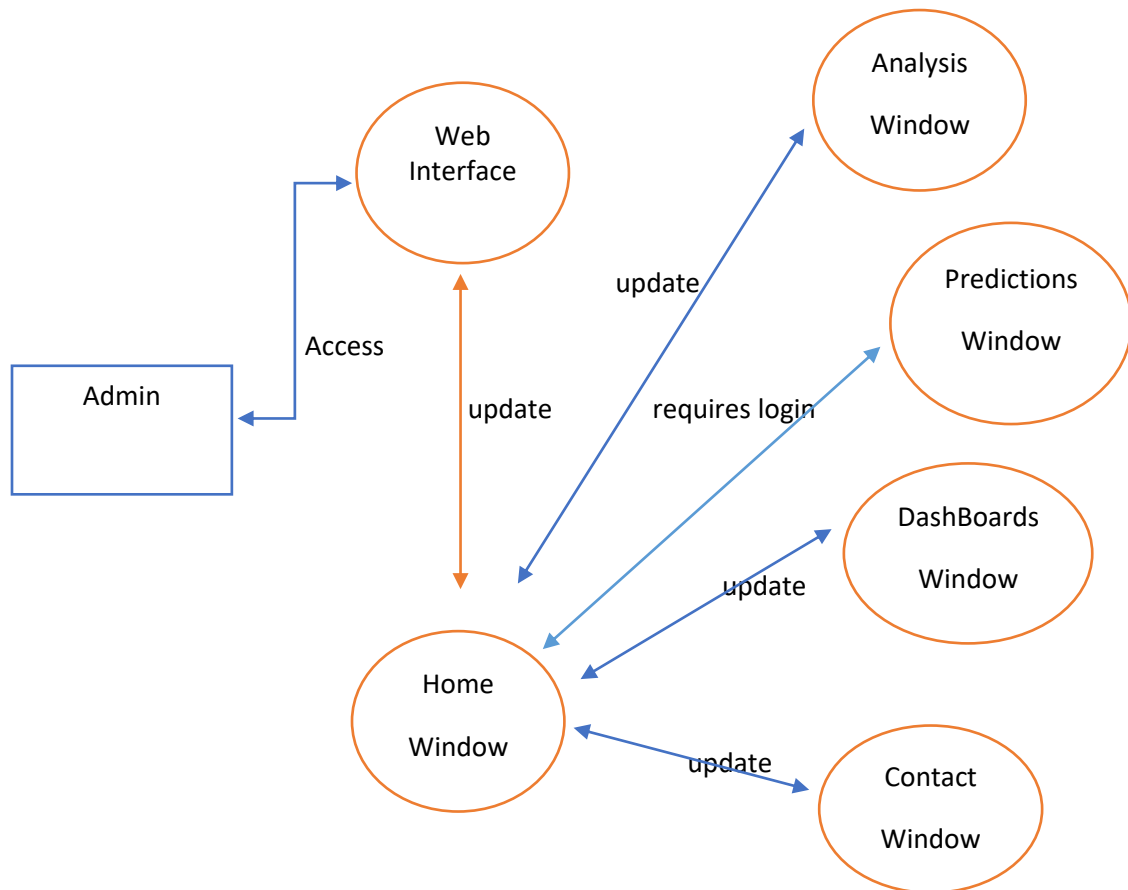 Analysis
Window
Web
Interface
Predictions
Window
update
Access
Admin
update
requires login
DashBoards
Window
update
Home
Window
update
Contact
Window